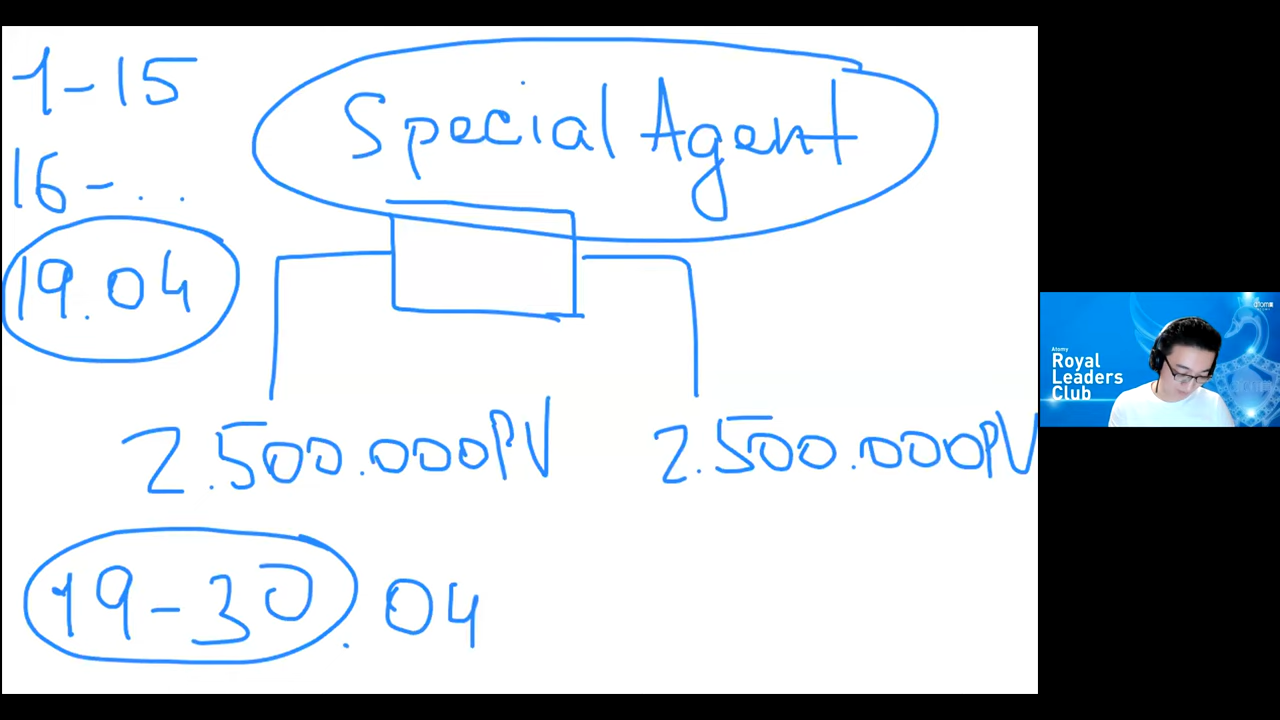 1-15
Special Agent
16-...
19.04
2.500.000PV 2.500.000PV
19-30.04
atom
Atomy
Royal
Leaders
Club